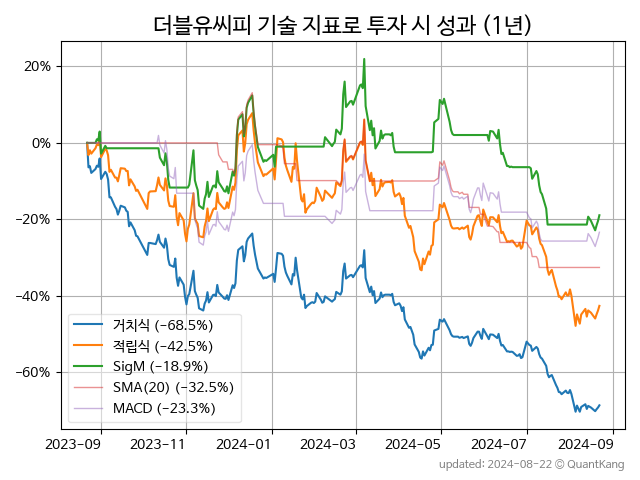 더블유씨피 기술 지표로 투자 시 성과 (1년)
20%
0%
−20%
−40%
−60%
거치식 (−68.5%)
적립식 (−42.5%)
SigM (−18.9%)
SMA(20) (−32.5%)
MACD (−23.3%)
2023-09
2023-11
2024-01
2024-03
2024-05
2024-07
2024-09
updated: 2024-08-22 © QuantKang